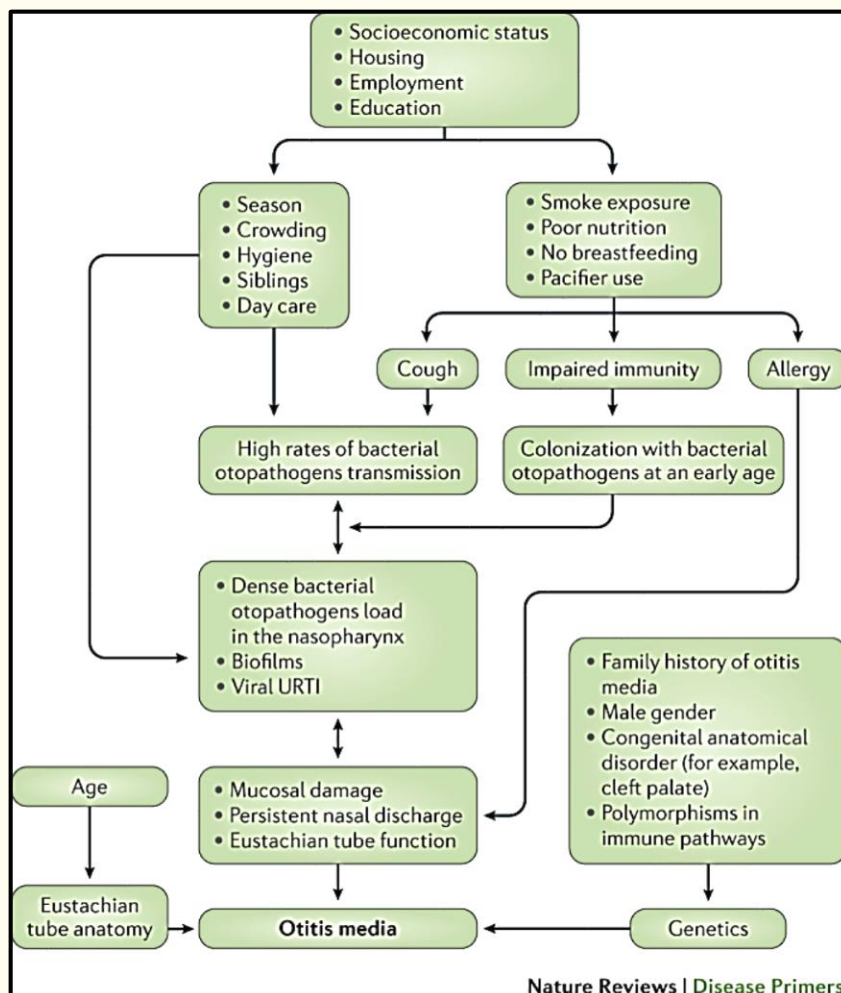 • Socioeconomic status
• Housing
• Employment
• Education
• Season
• Crowding
• Hygiene
• Siblings
• Day care
• Smoke exposure
• Poor nutrition
• No breastfeeding
• Pacifier use
Cough
Impaired immunity
Allergy
High rates of bacterial
otopathogens transmission
Colonization with bacterial
otopathogens at an early age
• Dense bacterial
otopathogens load
in the nasopharynx
• Biofilms
• Viral URTI
• Family history of otitis
media
• Male gender
• Congenital anatomical
disorder (for example,
cleft palate)
• Polymorphisms in
immune pathways
Age
• Mucosal damage
• Persistent nasal discharge
• Eustachian tube function
Eustachian
tube anatomy
Otitis media
Genetics
Nature Reviews | Disease Primers